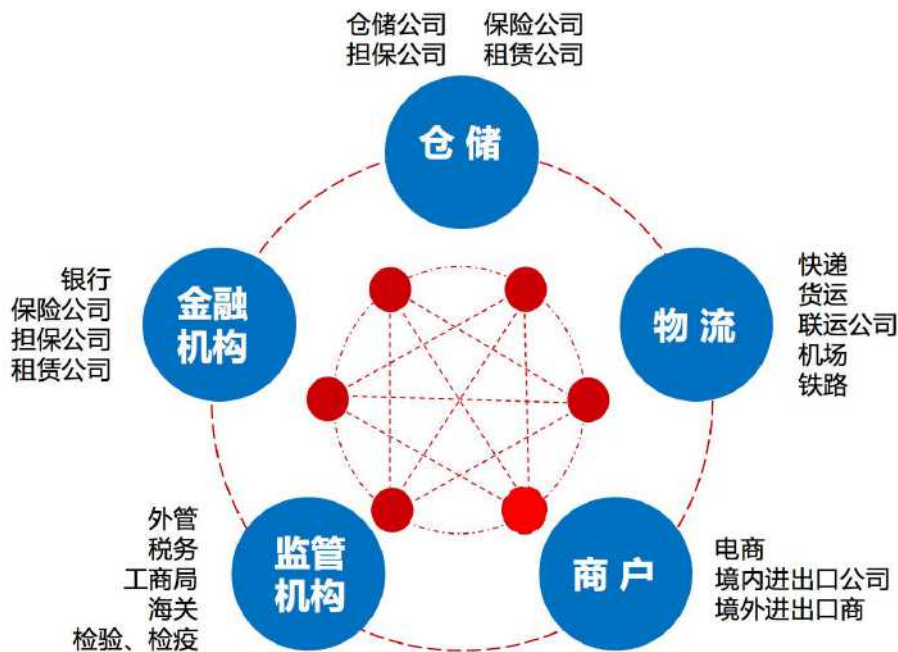 仓储公司 保险公司
担保公司 租赁公司
仓储
银行
保险公司
担保公司
租赁公司
金融
机构
物流
快递
货运
联运公司
机场
铁路
外管
税务
工商局
海关
检验、检疫
监管
机构
商户
电商
境内进出口公司
境外进出口商